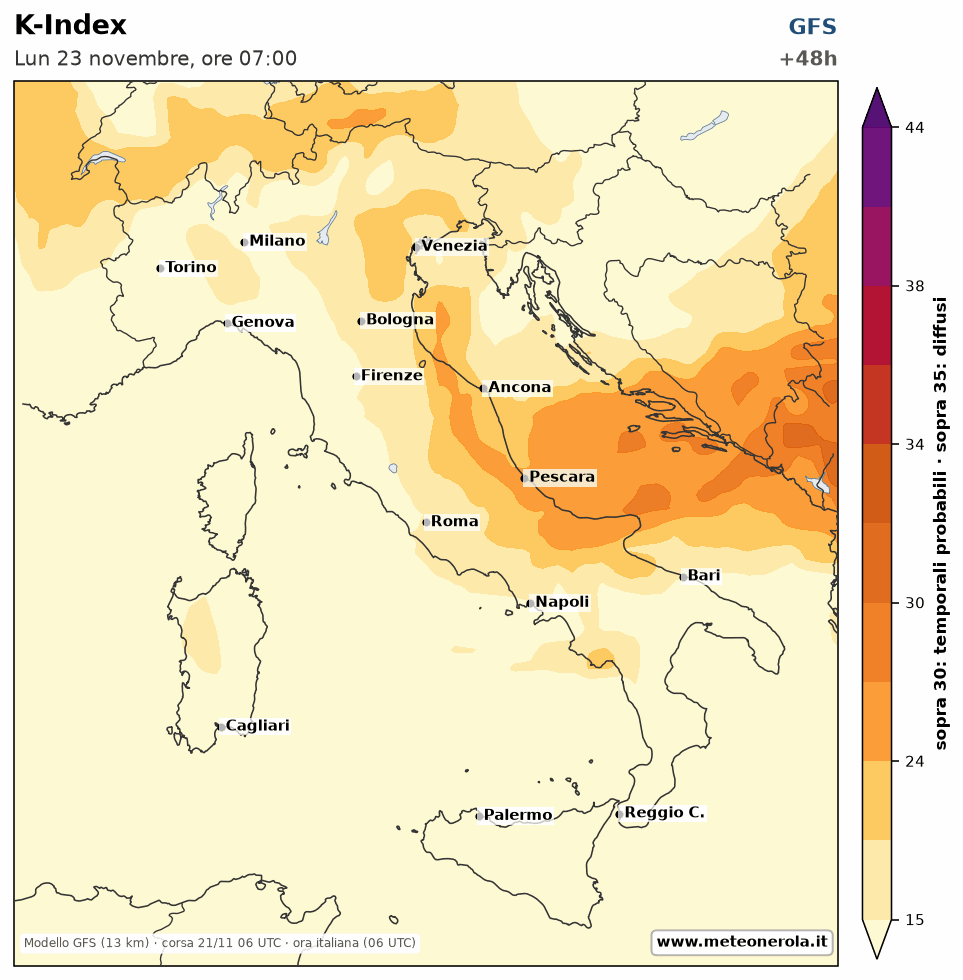 K-Index
GFS
Lun 23 novembre, ore 07:00
+48h
Milano
Venezia
Torino
Genova
Bologna
Firenze
Ancona
Pescara
Roma
Bari
Napoli
Cagliari
Palermo
Reggio C.
44
38
34
30
24
15
sopra 30: temporali probabili · sopra 35: diffusi
Modello GFS (13 km) · corsa 21/11 06 UTC · ora italiana (06 UTC)
www.meteonerola.it